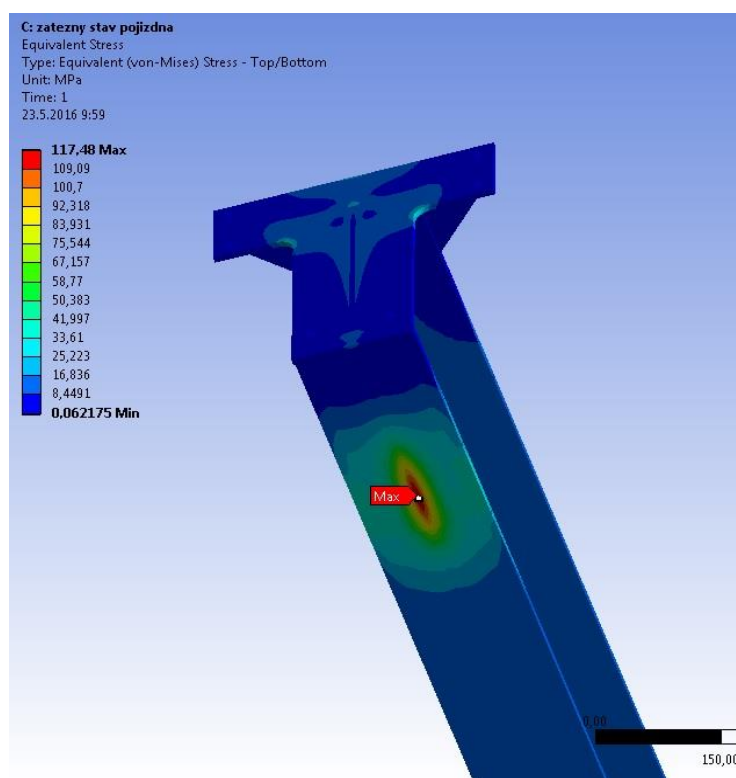 C: zatezny stav pojizdna
Equivalent Stress
Type: Equivalent (von-Mises) Stress - Top/Bottom
Unit: MPa
Time: 1
23.5.2016 9:59
117,48 Max
109,09
100,7
92,318
83,931
75,544
67,157
58,77
50,383
41,997
33,61
25,223
16,836
8,4491
0,062175 Min
Max
0,00
150,00